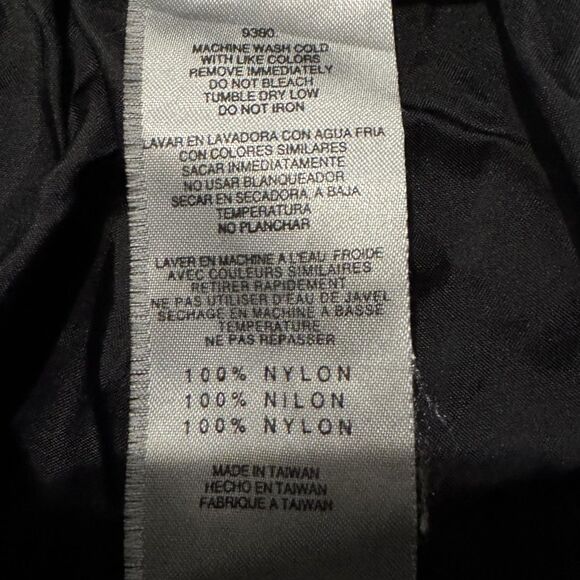 9380
MACHINE WASH COLD
WITH LIKE COLORS
REMOVE IMMEDIATELY
DO NOT BLEACH
TUMBLE DRY LOW
DO NOT IRON
LAVAR EN LAVADORA CON AGUA FRIA
CON COLORES SIMILARES
SACAR INMEDIATAMENTE
NO USAR BLANQUEADOR
SECAR EN SECADORA, A BAJA
TEMPERATURA
NO PLANCHAR
LAVER EN MACHINE A L'EAU FROIDE
AVEC COULEURS SIMILAIRES
RETIRER RAPIDEMENT
NE PAS UTILISER D'EAU DE JAVEL
SECHAGE EN MACHINE A BASSE
TEMPERATURE
NE PAS REPASSER
100% NYLON
100% NILON
100% NYLON
MADE IN TAIWAN
HECHO EN TAIWAN
FABRIQUE A TAIWAN